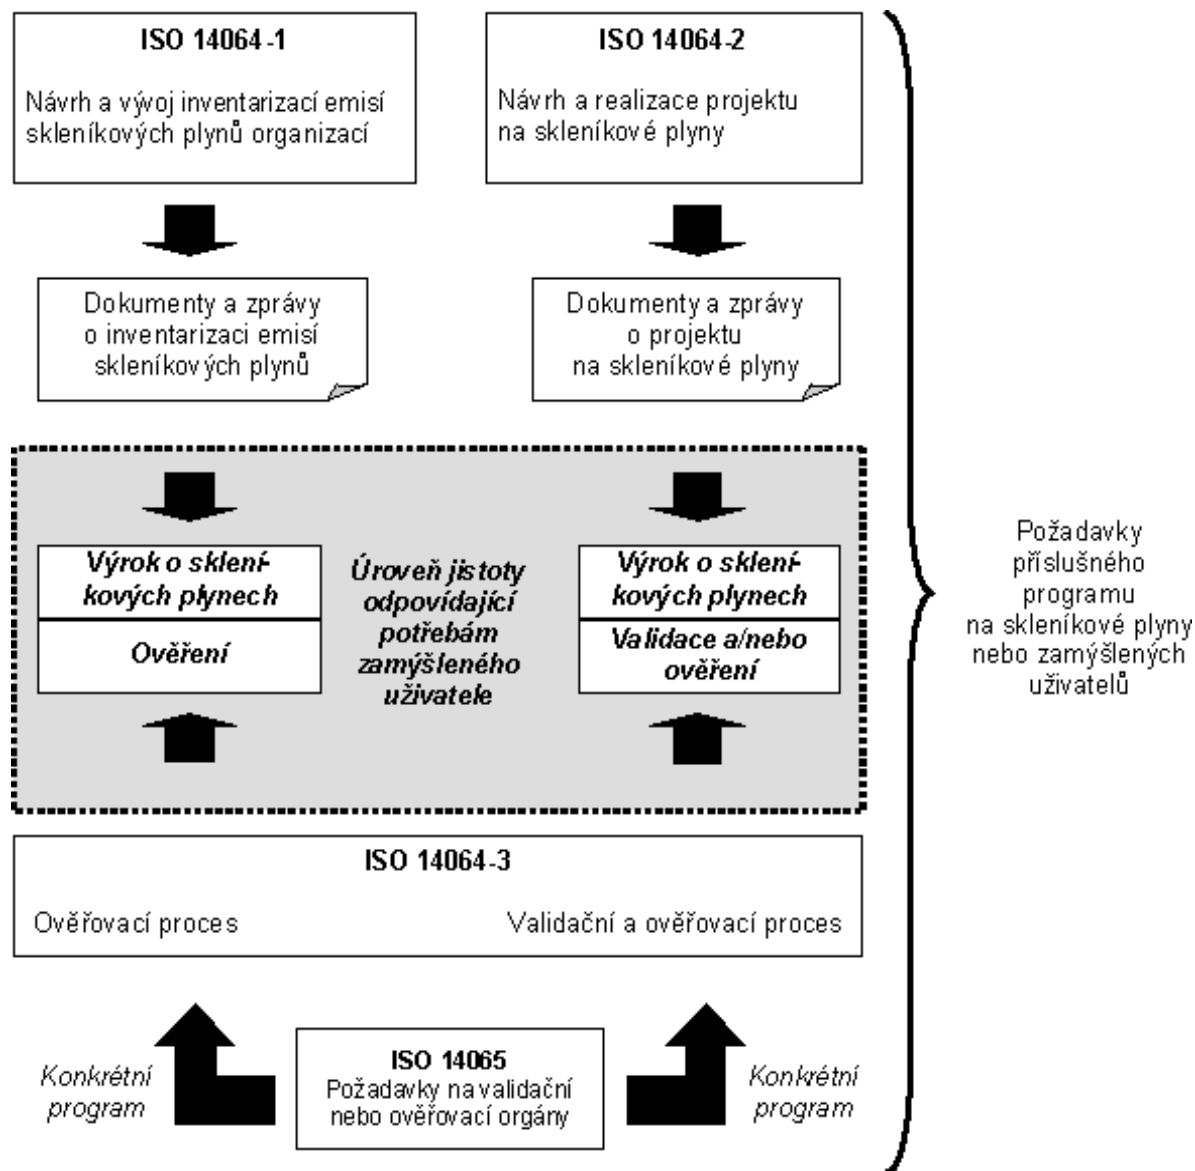 ISO 14064-1
Návrh a vývoj inventarizací emisí
skleníkových plynů organizací
ISO 14064-2
Návrh a realizace projektu
na skleníkové plyny
Dokumenty a zprávy
o inventarizaci emisí
skleníkových plynů
Dokumenty a zprávy
o projektu
na skleníkové plyny
Výrok o sklení-
kových plynech
Ověření
Úroveň jistoty
odpovídající
potřebám
zamýšleného
uživatele
Výrok o sklení-
kových plynech
Validace a/nebo
ověření
Požadavky
příslušného
programu
na skleníkové plyny
nebo zamýšlených
uživatelů
ISO 14064-3
Ověřovací proces
Validační a ověřovací proces
Konkrétní
program
ISO 14065
Požadavky na validační
nebo ověřovací orgány
Konkrétní
program